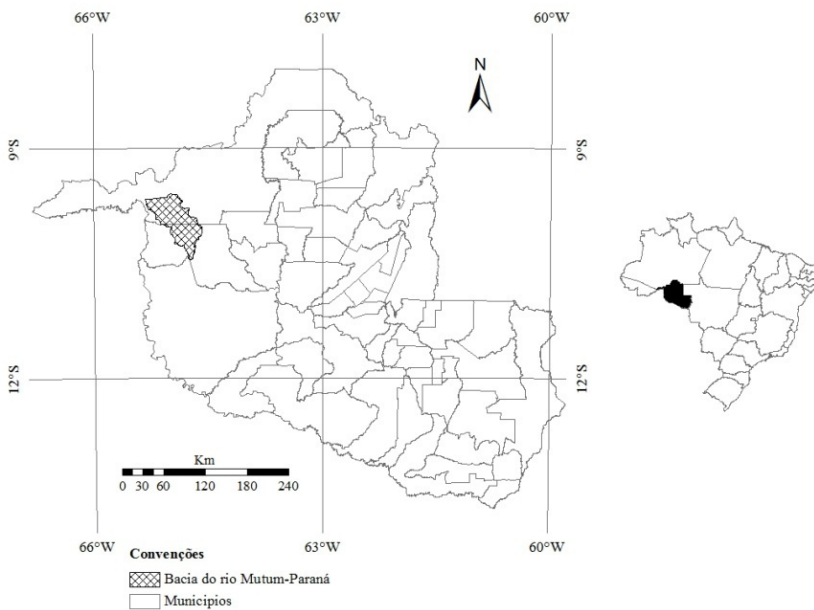 66°W 63°W 60°W
N
9°S 9°S
12°S 12°S
Km
0 30 60 120 180 240
66°W 63°W 60°W
Convenções
Bacia do rio Mutum-Paraná
Municipios